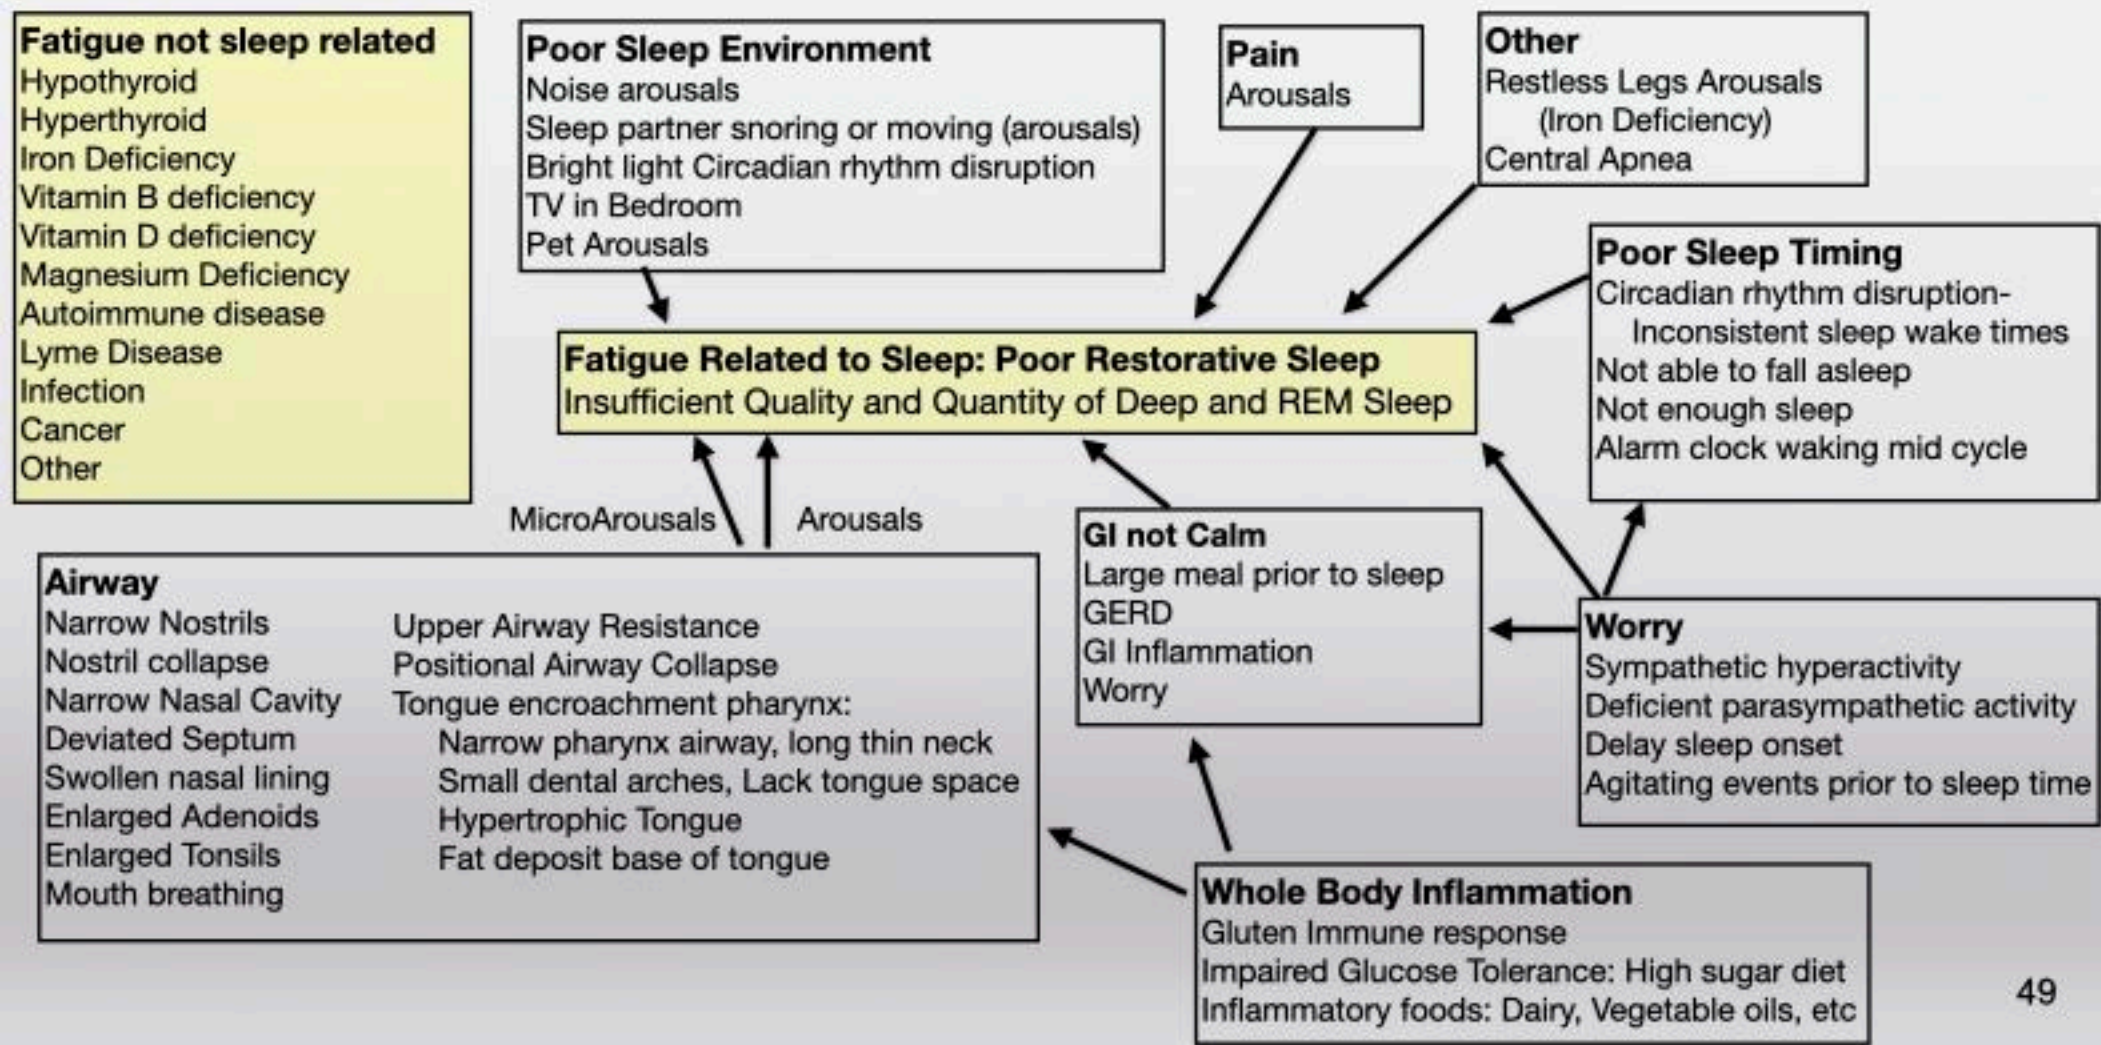 Fatigue not sleep related
Hypothyroid
Hyperthyroid
Iron Deficiency
Vitamin B deficiency
Vitamin D deficiency
Magnesium Deficiency
Autoimmune disease
Lyme Disease
Infection
Cancer
Other
Poor Sleep Environment
Noise arousals
Sleep partner snoring or moving (arousals)
Bright light Circadian rhythm disruption
TV in Bedroom
Pet Arousals
Pain
Arousals
Other
Restless Legs Arousals
(Iron Deficiency)
Central Apnea
Poor Sleep Timing
Circadian rhythm disruption-
Inconsistent sleep wake times
Not able to fall asleep
Not enough sleep
Alarm clock waking mid cycle
Fatigue Related to Sleep: Poor Restorative Sleep
Insufficient Quality and Quantity of Deep and REM Sleep
MicroArousals
Arousals
Airway
Narrow Nostrils
Nostril collapse
Narrow Nasal Cavity
Deviated Septum
Swollen nasal lining
Enlarged Adenoids
Enlarged Tonsils
Mouth breathing
Upper Airway Resistance
Positional Airway Collapse
Tongue encroachment pharynx:
Narrow pharynx airway, long thin neck
Small dental arches, Lack tongue space
Hypertrophic Tongue
Fat deposit base of tongue
GI not Calm
Large meal prior to sleep
GERD
GI Inflammation
Worry
Worry
Sympathetic hyperactivity
Deficient parasympathetic activity
Delay sleep onset
Agitating events prior to sleep time
Whole Body Inflammation
Gluten Immune response
Impaired Glucose Tolerance: High sugar diet
Inflammatory foods: Dairy, Vegetable oils, etc
49